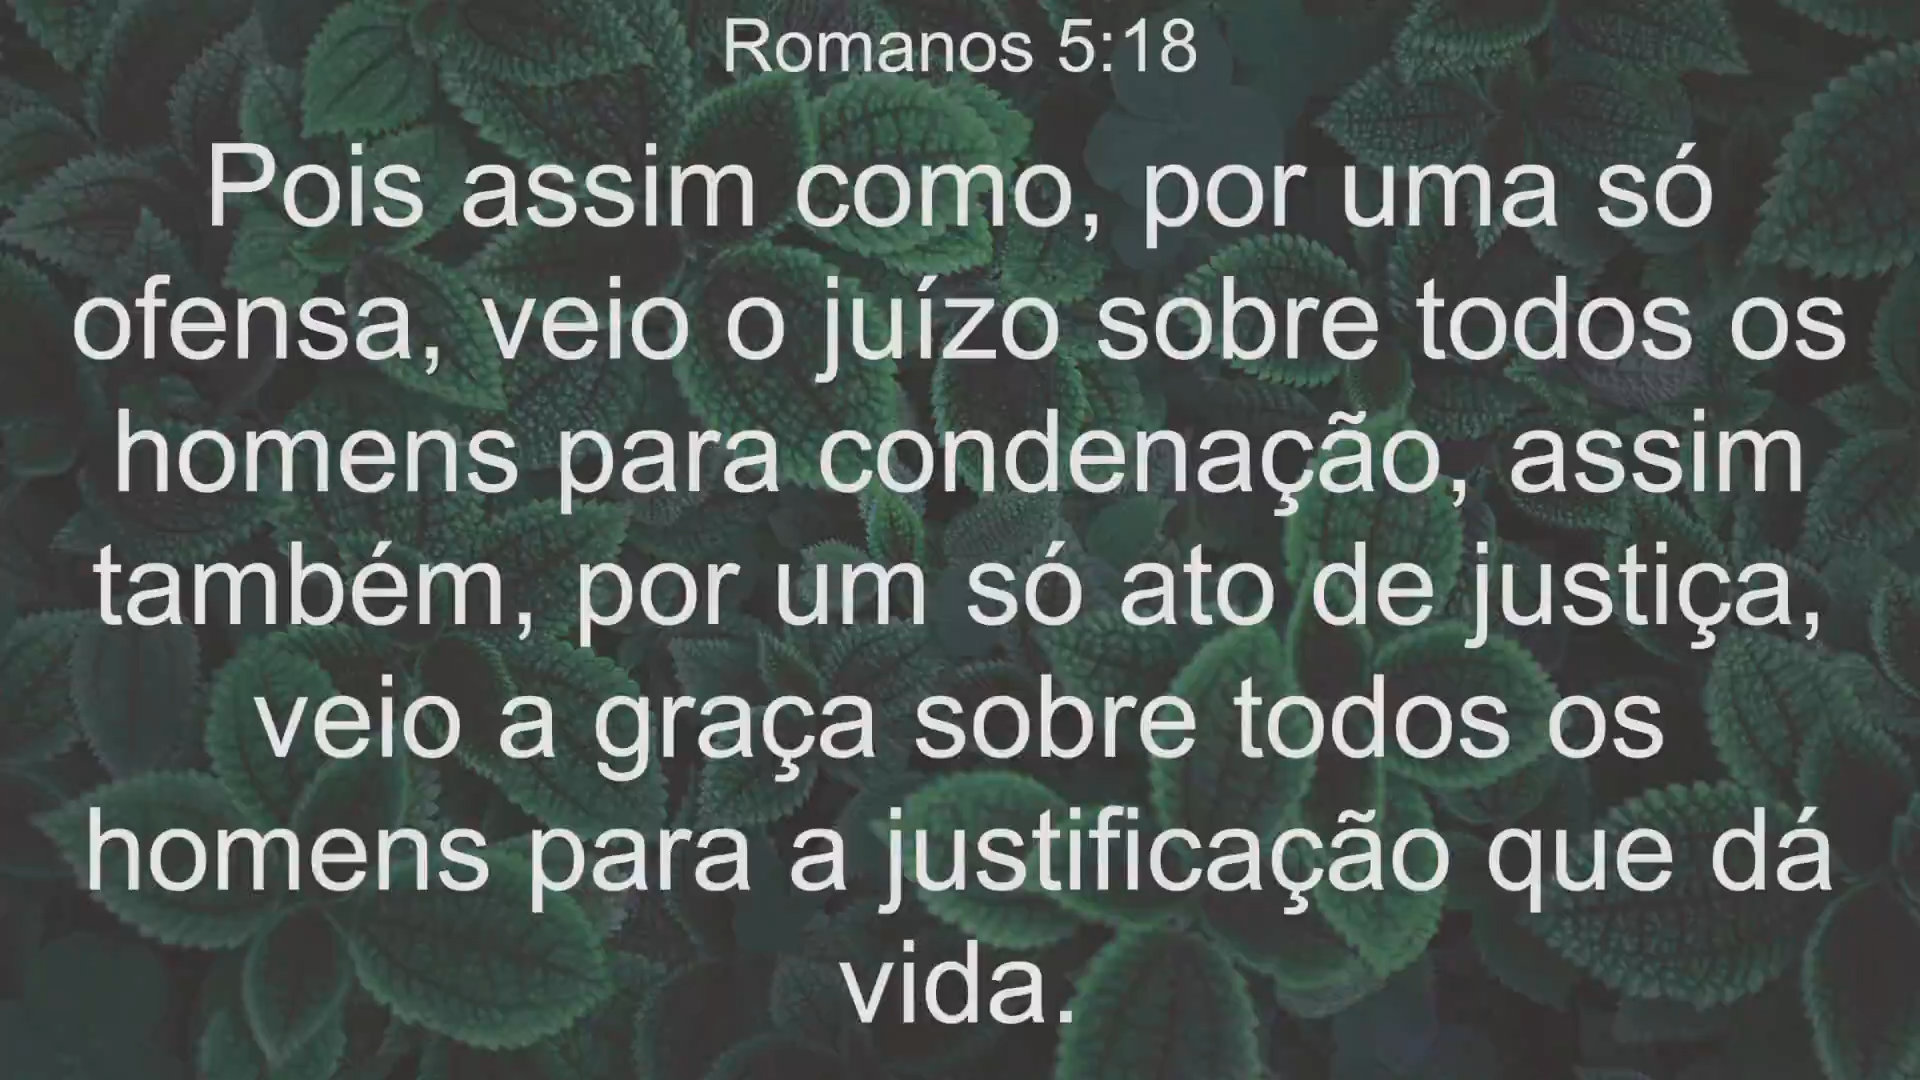 Romanos 5:18
Pois assim como, por uma só
ofensa, veio o juízo sobre todos os
homens para condenação, assim
também, por um só ato de justiça,
veio a graça sobre todos os
homens para a justificação que dá
vida.